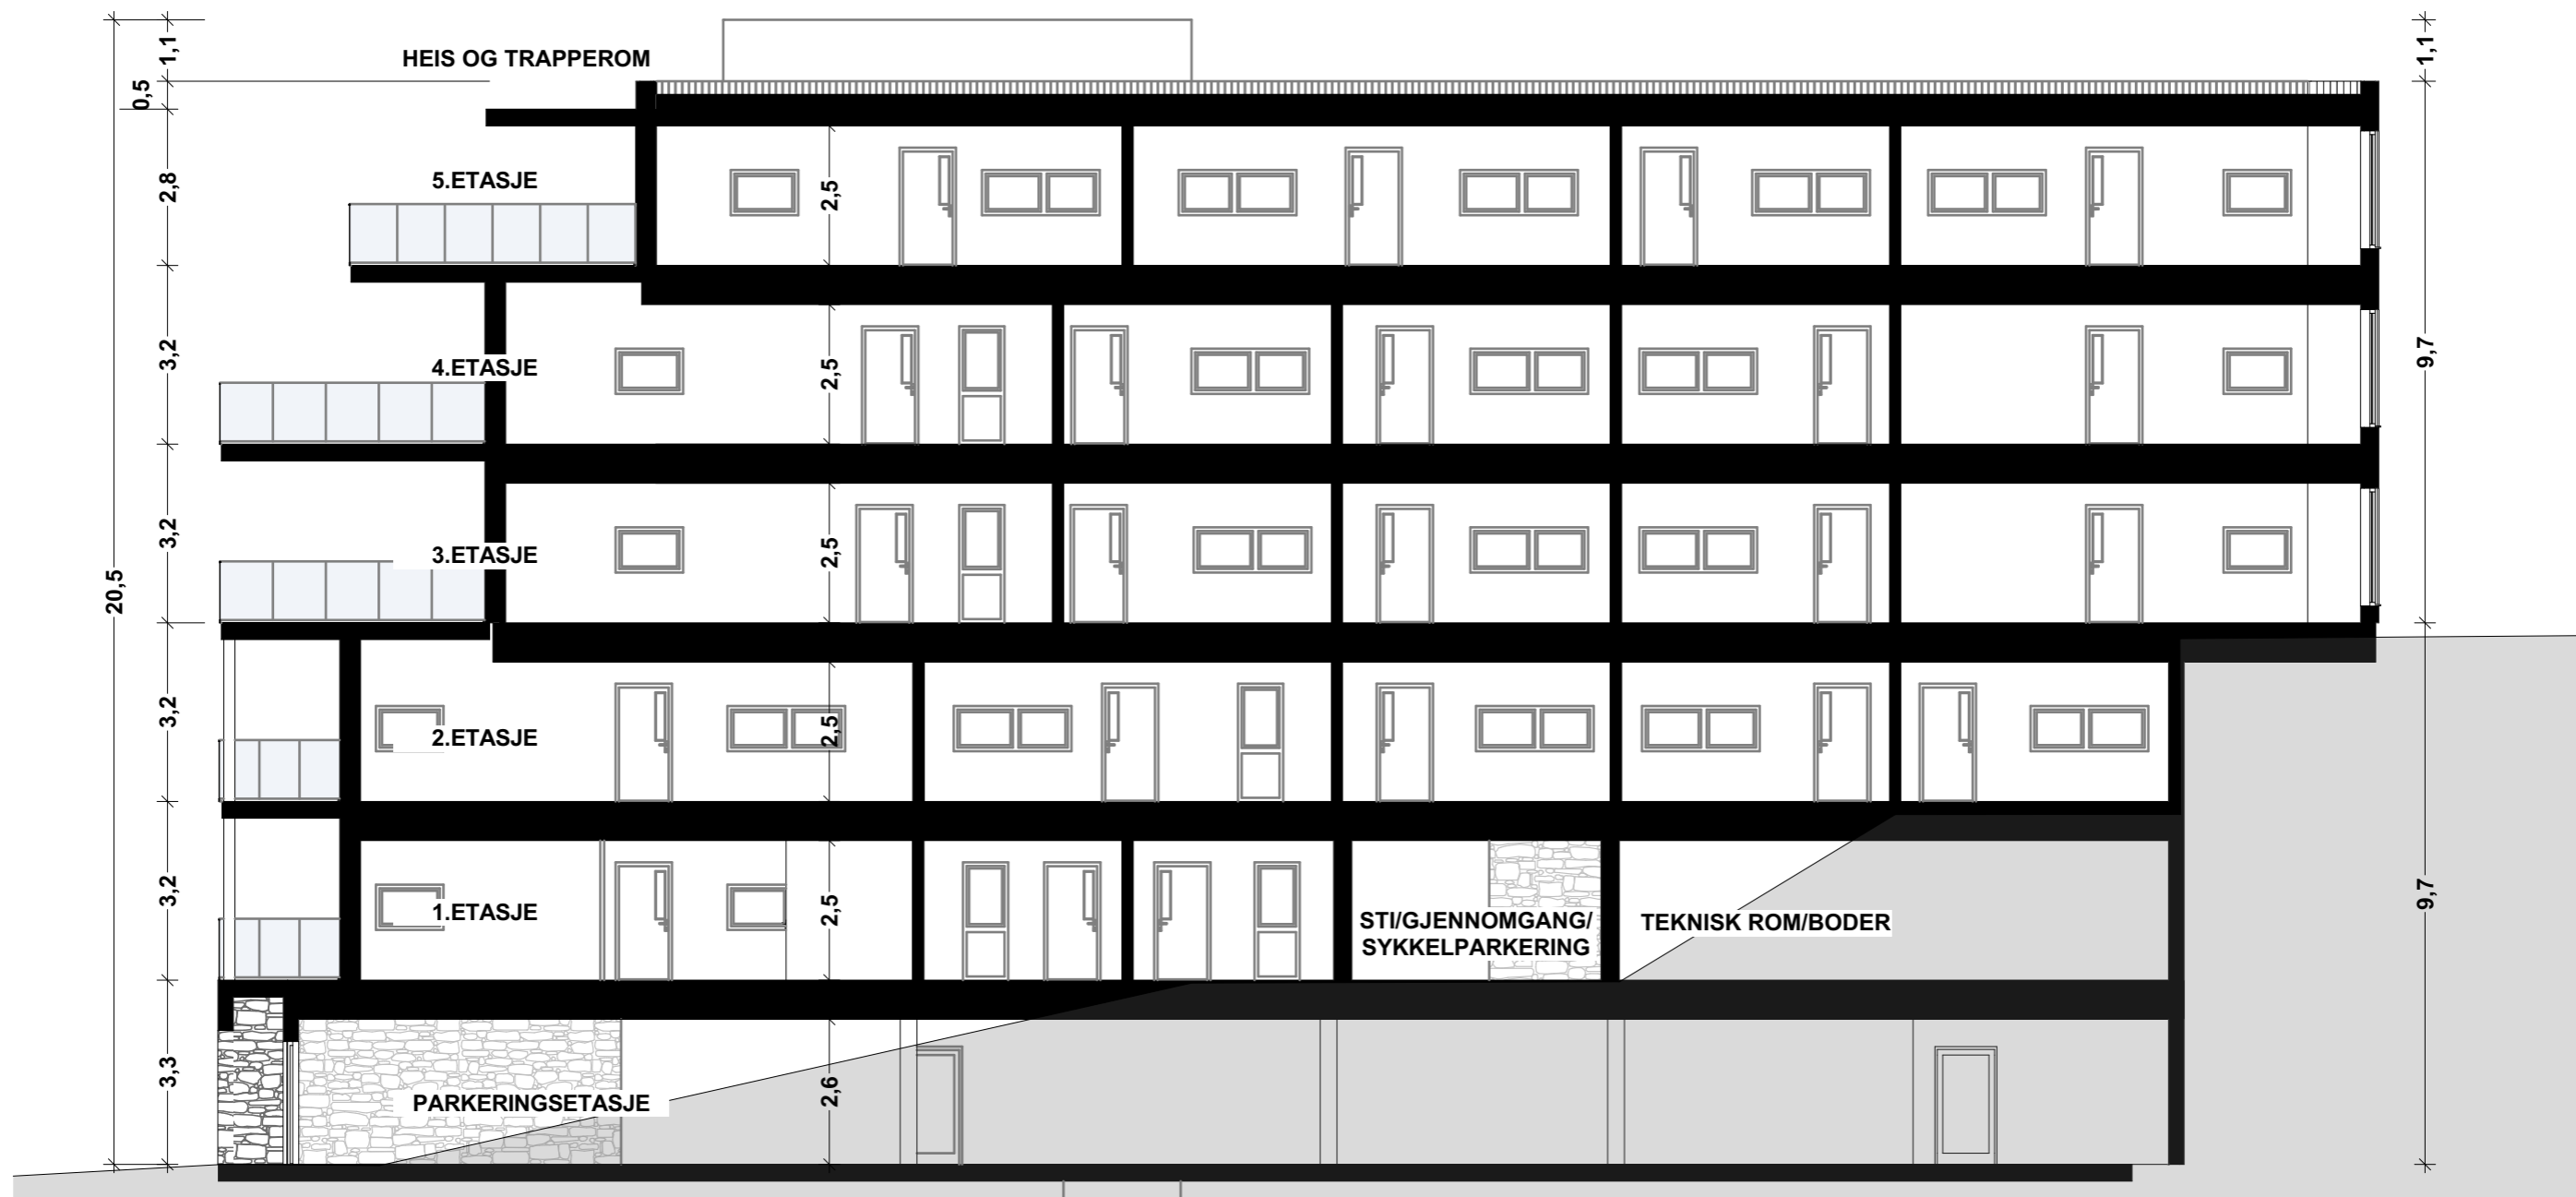 1,1
1,1
HEIS OG TRAPPEROM
0,5
5.ETASJE
2,8
2,5
4.ETASJE
3,2
2,5
9,7
3.ETASJE
3,2
2,5
20,5
2.ETASJE
3,2
2,5
1.ETASJE
3,2
2,5
STI/GJENNOMGANG/
SYKKELPARKERING
TEKNISK ROM/BODER
9,7
3,3
PARKERINGSETASJE
2,6